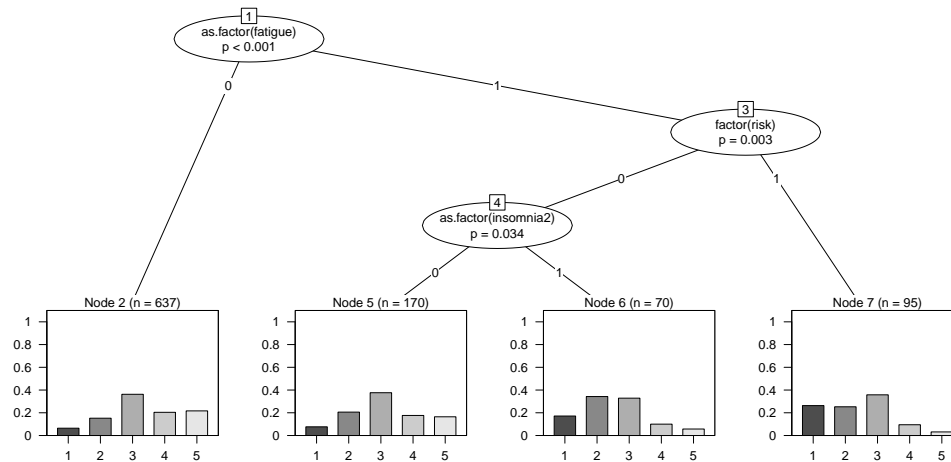 1
as.factor(fatigue)
p < 0.001
0
1
3
factor(risk)
p = 0.003
0
1
4
as.factor(insomnia2)
p = 0.034
0
1
Node 2 (n = 637)
1
0.8
0.6
0.4
0.2
0
1 2 3 4 5
Node 5 (n = 170)
1
0.8
0.6
0.4
0.2
0
1 2 3 4 5
Node 6 (n = 70)
1
0.8
0.6
0.4
0.2
0
1 2 3 4 5
Node 7 (n = 95)
1
0.8
0.6
0.4
0.2
0
1 2 3 4 5